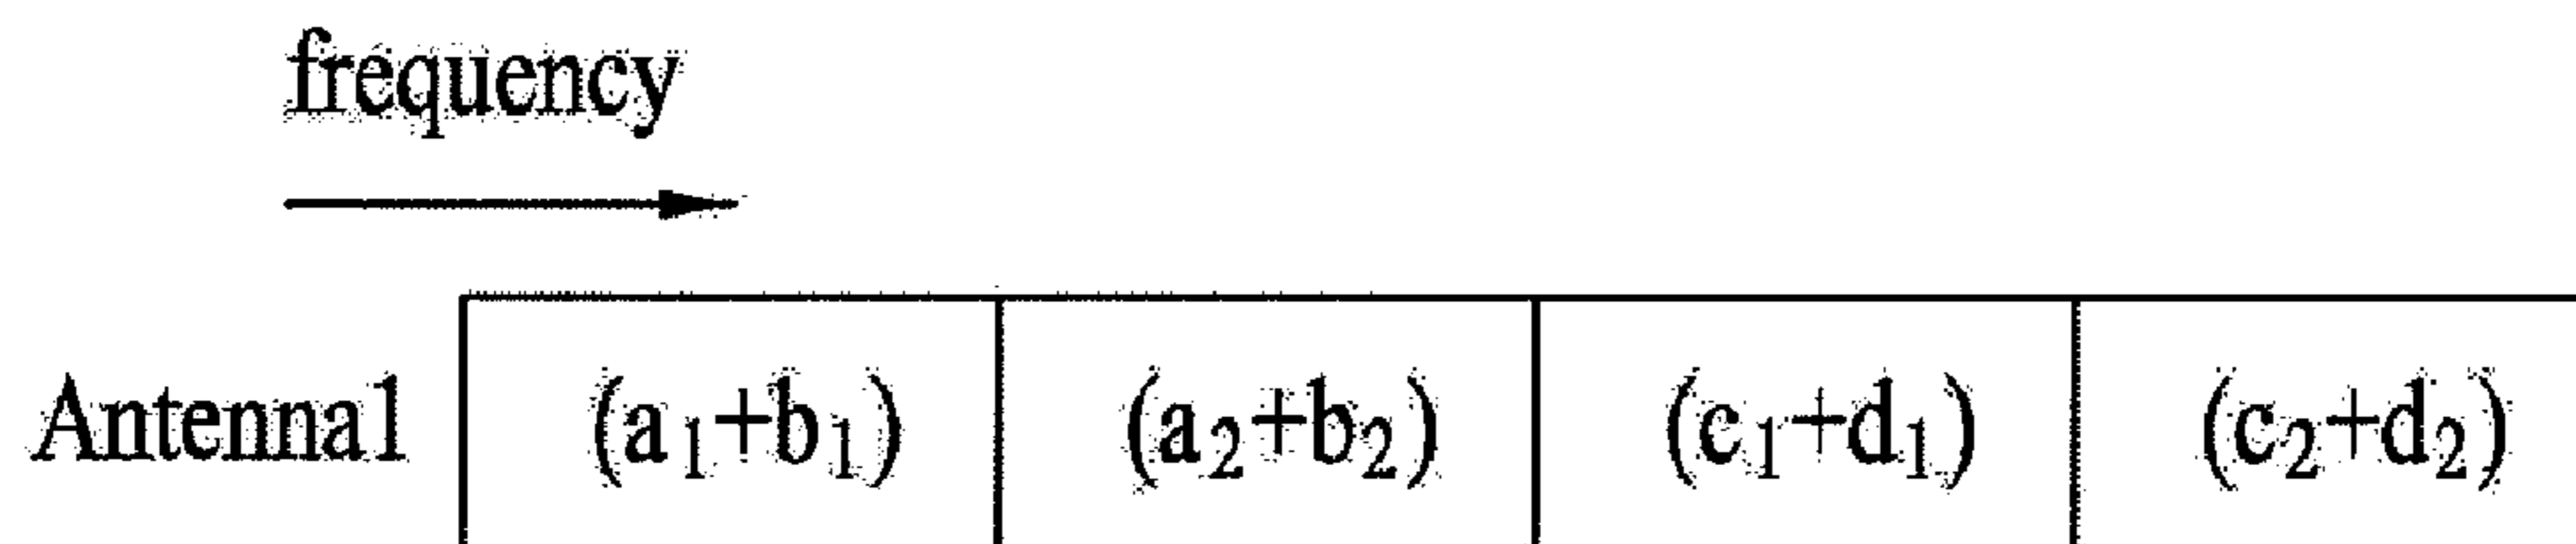 frequency
Antenna1 (a₁+b₁) (a₂+b₂) (c₁+d₁) (c₂+d₂)